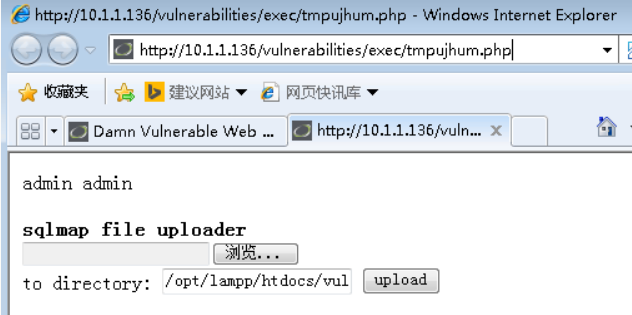 http://10.1.1.136/vulnerabilities/exec/tmpujhum.php - Windows Internet Explorer
http://10.1.1.136/vulnerabilities/exec/tmpujhum.php
收藏夹 建议网站 网页快讯库
Damn Vulnerable Web ... http://10.1.1.136/vuln...
admin admin
sqlmap file uploader
浏览...
to directory: /opt/lampp/htdocs/vul upload